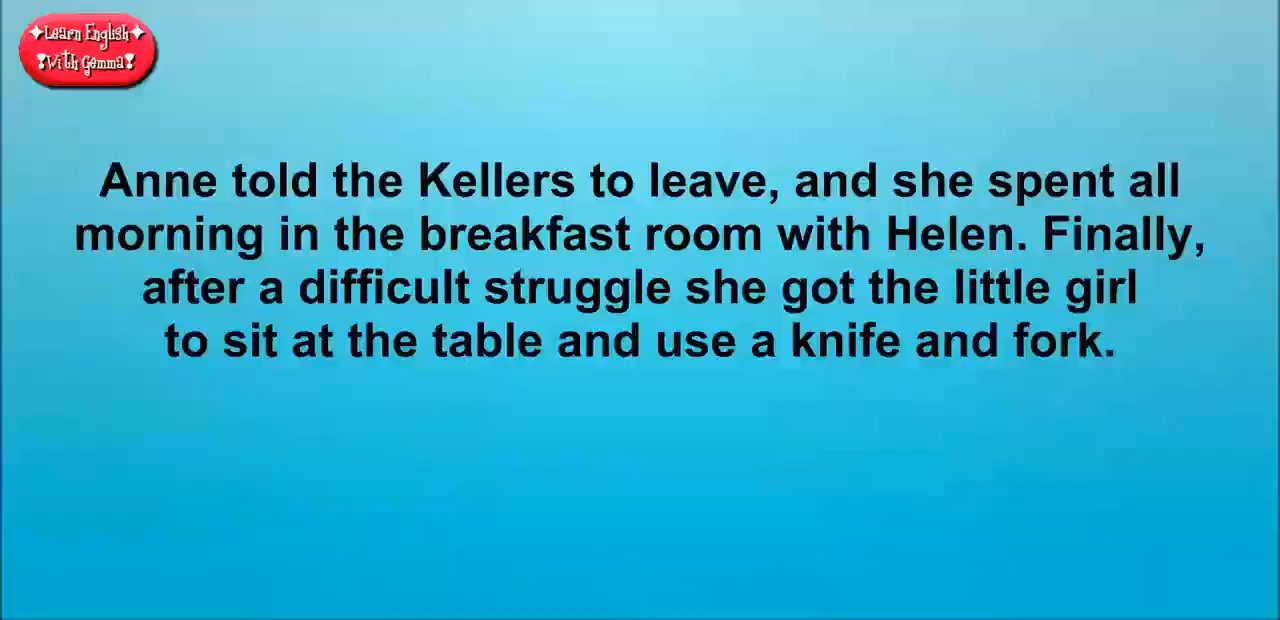 ✦Learn English✦
❢With Gemma❢
Anne told the Kellers to leave, and she spent all
morning in the breakfast room with Helen. Finally,
after a difficult struggle she got the little girl
to sit at the table and use a knife and fork.